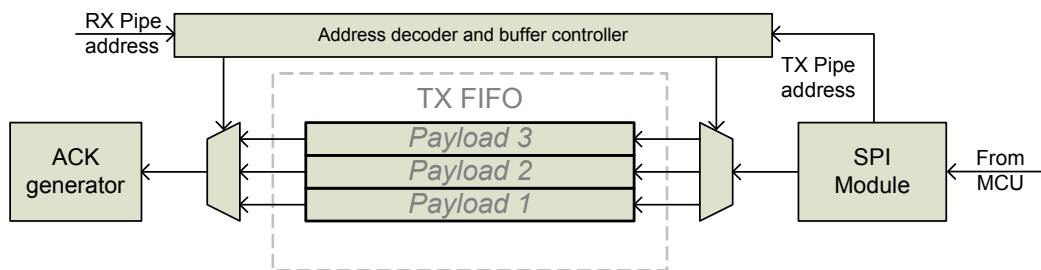 RX Pipe
address
Address decoder and buffer controller
TX Pipe
address
TX FIFO
ACK
generator
Payload 3
Payload 2
Payload 1
SPI
Module
From
MCU